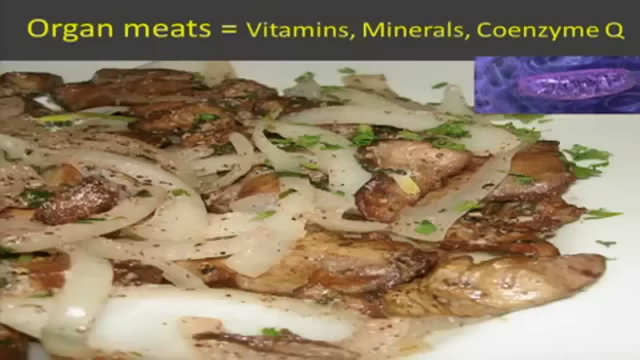 Organ meats = Vitamins, Minerals, Coenzyme Q